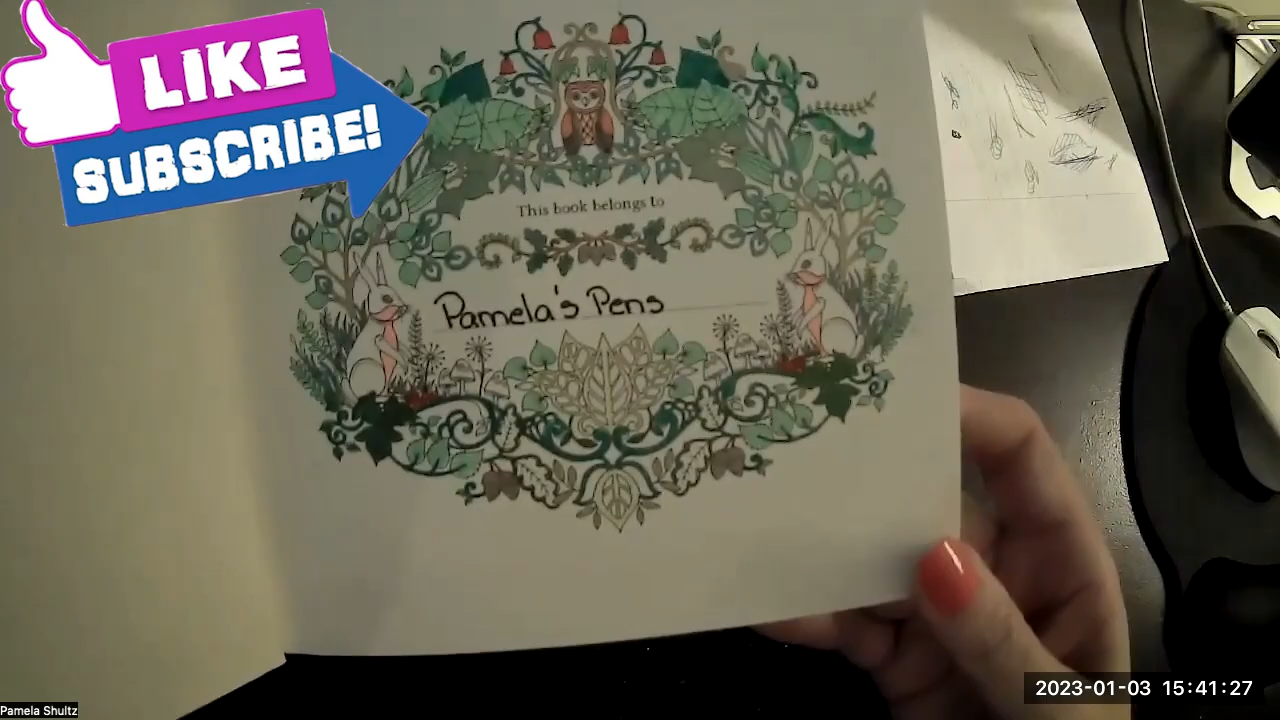 LIKE
SUBSCRIBE!
This book belongs to
Pamela's Pens
Pamela Shultz
2023-01-03 15:41:27